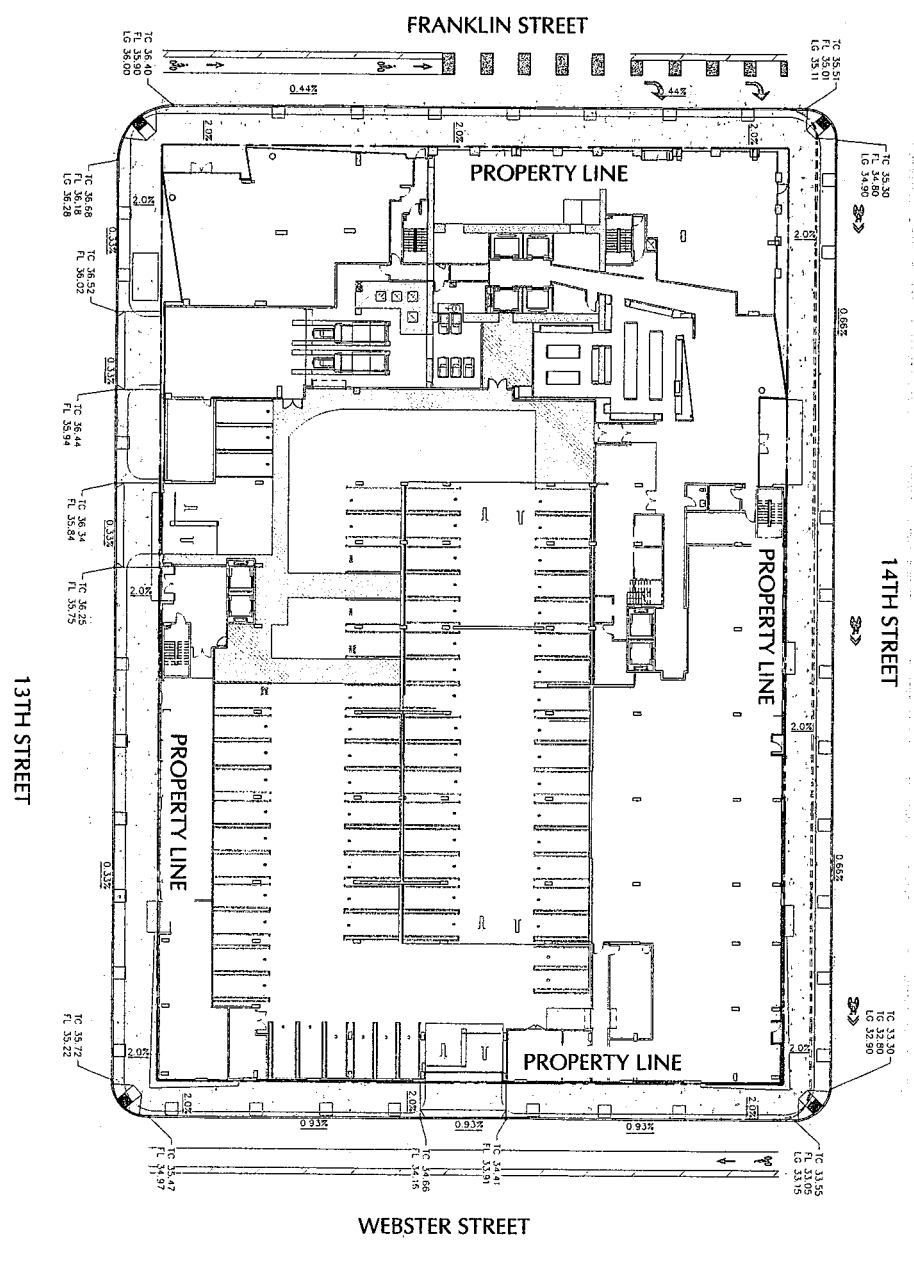 FRANKLIN STREET
TC 36.40
FL 35.90
LG 36.00
TC 35.51
FL 35.01
LG 35.11
0.44%
.44%
2.0%
2.0%
2.0%
PROPERTY LINE
TC 35.30
FL 34.80
LG 34.90
TC 36.68
FL 36.18
LG 36.28
2.0%
0.33%
2.0%
TC 36.52
FL 36.02
0.66%
0.33%
TC 36.44
FL 35.94
TC 36.34
FL 35.84
0.33%
TC 36.25
FL 35.75
2.0%
PROPERTY LINE
14TH STREET
13TH STREET
PROPERTY LINE
2.0%
0.33%
0.66%
TC 35.72
FL 35.22
2.0%
2.0%
TC 33.30
TG 32.80
LG 32.90
PROPERTY LINE
2.0%
2.0%
2.0%
0.93%
0.93%
0.93%
TC 35.47
FL 34.97
TC 34.66
FL 34.16
TC 34.41
FL 33.91
TC 33.55
FL 33.05
LG 33.15
WEBSTER STREET